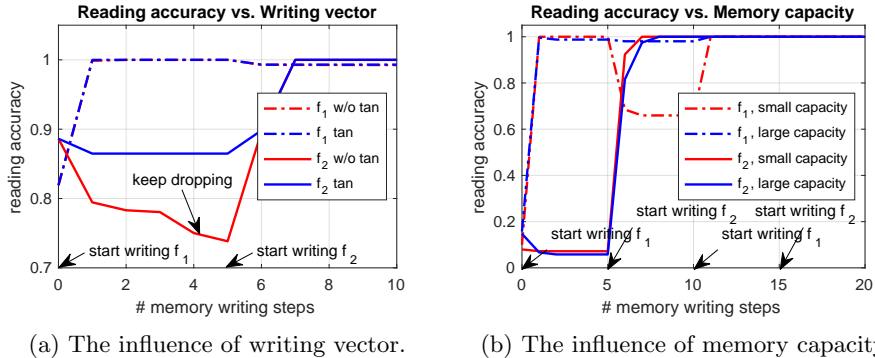 Reading accuracy vs. Writing vector
1
0.9
0.8
0.7
reading accuracy
f1 w/o tan
f1 tan
f2 w/o tan
f2 tan
keep dropping
start writing f1
start writing f2
0 2 4 6 8 10
# memory writing steps
(a) The influence of writing vector.
Reading accuracy vs. Memory capacity
1
0.8
0.6
0.4
0.2
0
reading accuracy
f1, small capacity
f1, large capacity
f2, small capacity
f2, large capacity
start writing f2 start writing f2
start writing f1 start writing f1
0 5 10 15 20
# memory writing steps
(b) The influence of memory capacity